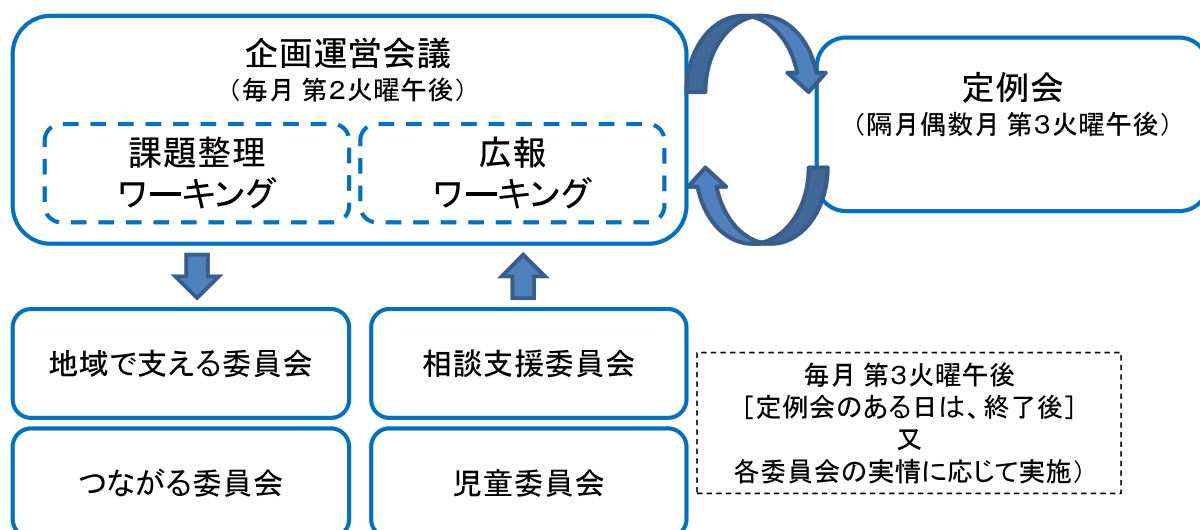 企画運営会議
（毎月 第２火曜午後）
課題整理
ワーキング
広報
ワーキング
定例会
（隔月偶数月 第３火曜午後）
地域で支える委員会
相談支援委員会
つながる委員会
児童委員会
毎月 第３火曜午後
［定例会のある日は、終了後］
又
各委員会の実情に応じて実施）